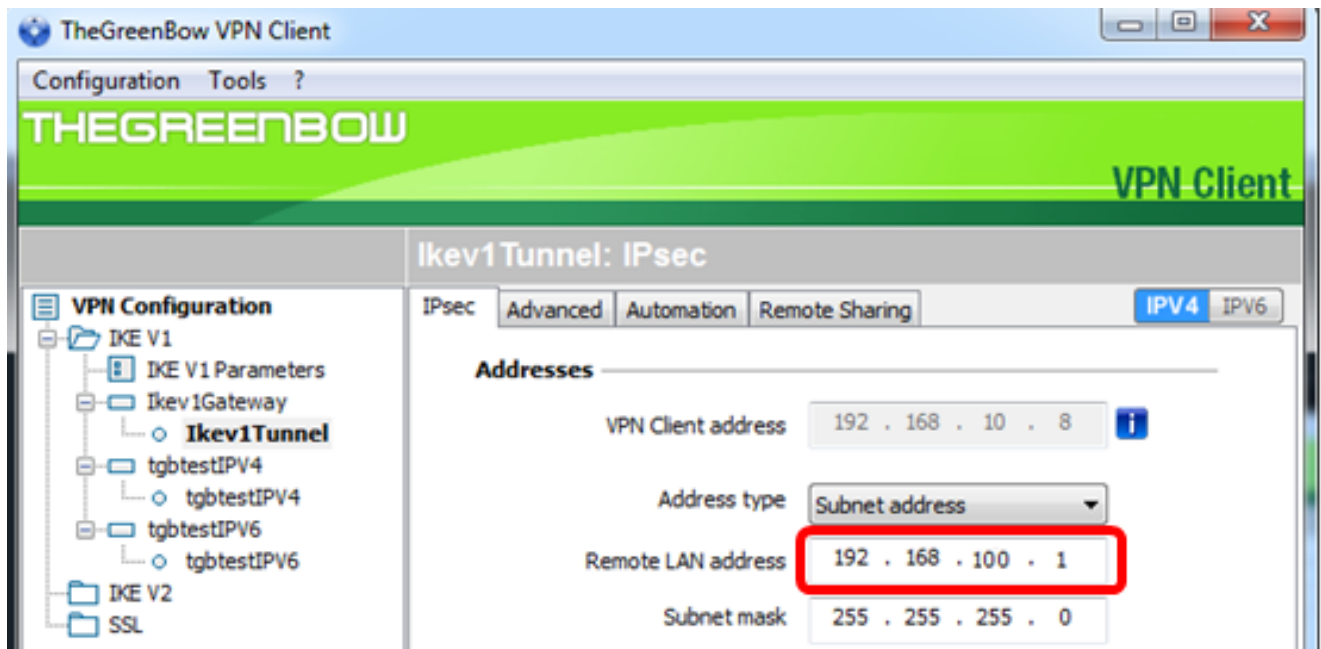 TheGreenBow VPN Client
Configuration Tools ?
THEGREENBOW
VPN Client
Ikev1Tunnel: IPsec
VPN Configuration
IKE V1
IKE V1 Parameters
Ikev1Gateway
Ikev1Tunnel
tgbtestIPV4
tgbtestIPV4
tgbtestIPV6
tgbtestIPV6
IKE V2
SSL
IPsec Advanced Automation Remote Sharing IPV4 IPV6
Addresses
VPN Client address 192 . 168 . 10 . 8 i
Address type Subnet address
Remote LAN address 192 . 168 . 100 . 1
Subnet mask 255 . 255 . 255 . 0